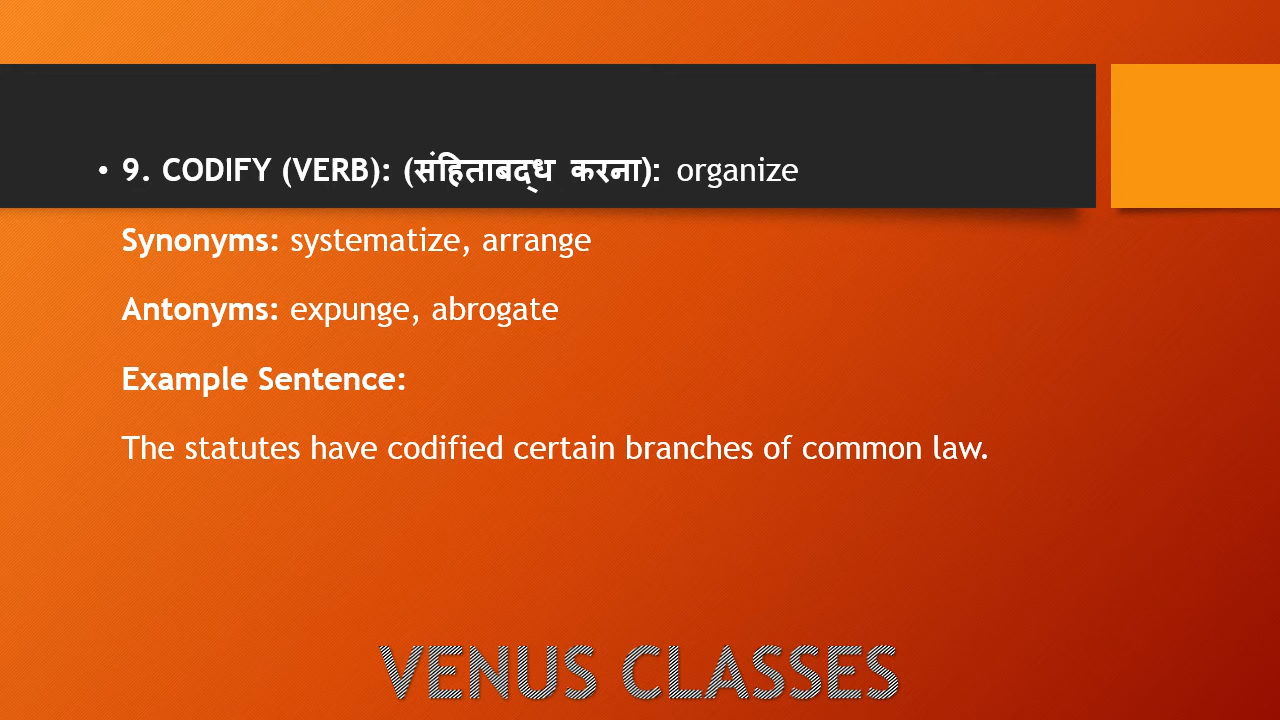 • 9. CODIFY (VERB): (संहिताबद्ध करना): organize
Synonyms: systematize, arrange
Antonyms: expunge, abrogate
Example Sentence:
The statutes have codified certain branches of common law.
VENUS CLASSES